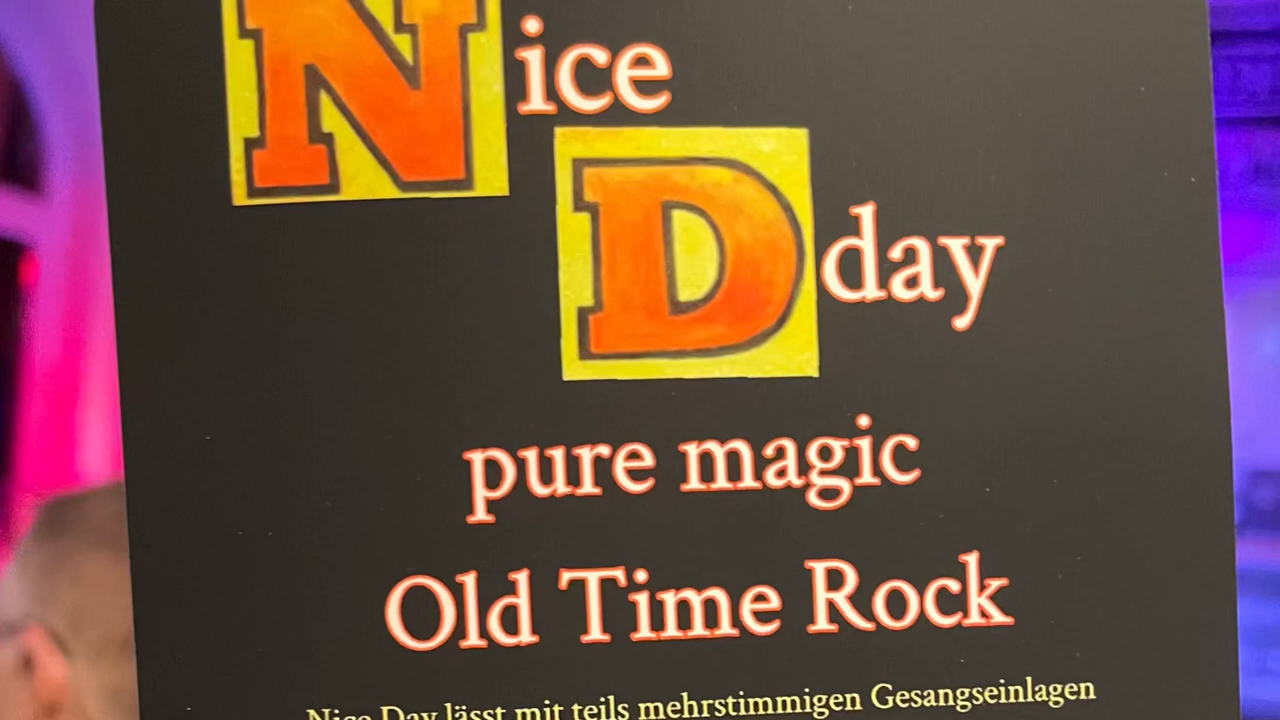 Nice
Dday
pure magic
Old Time Rock
Nice Day lässt mit teils mehrstimmigen Gesangseinlagen